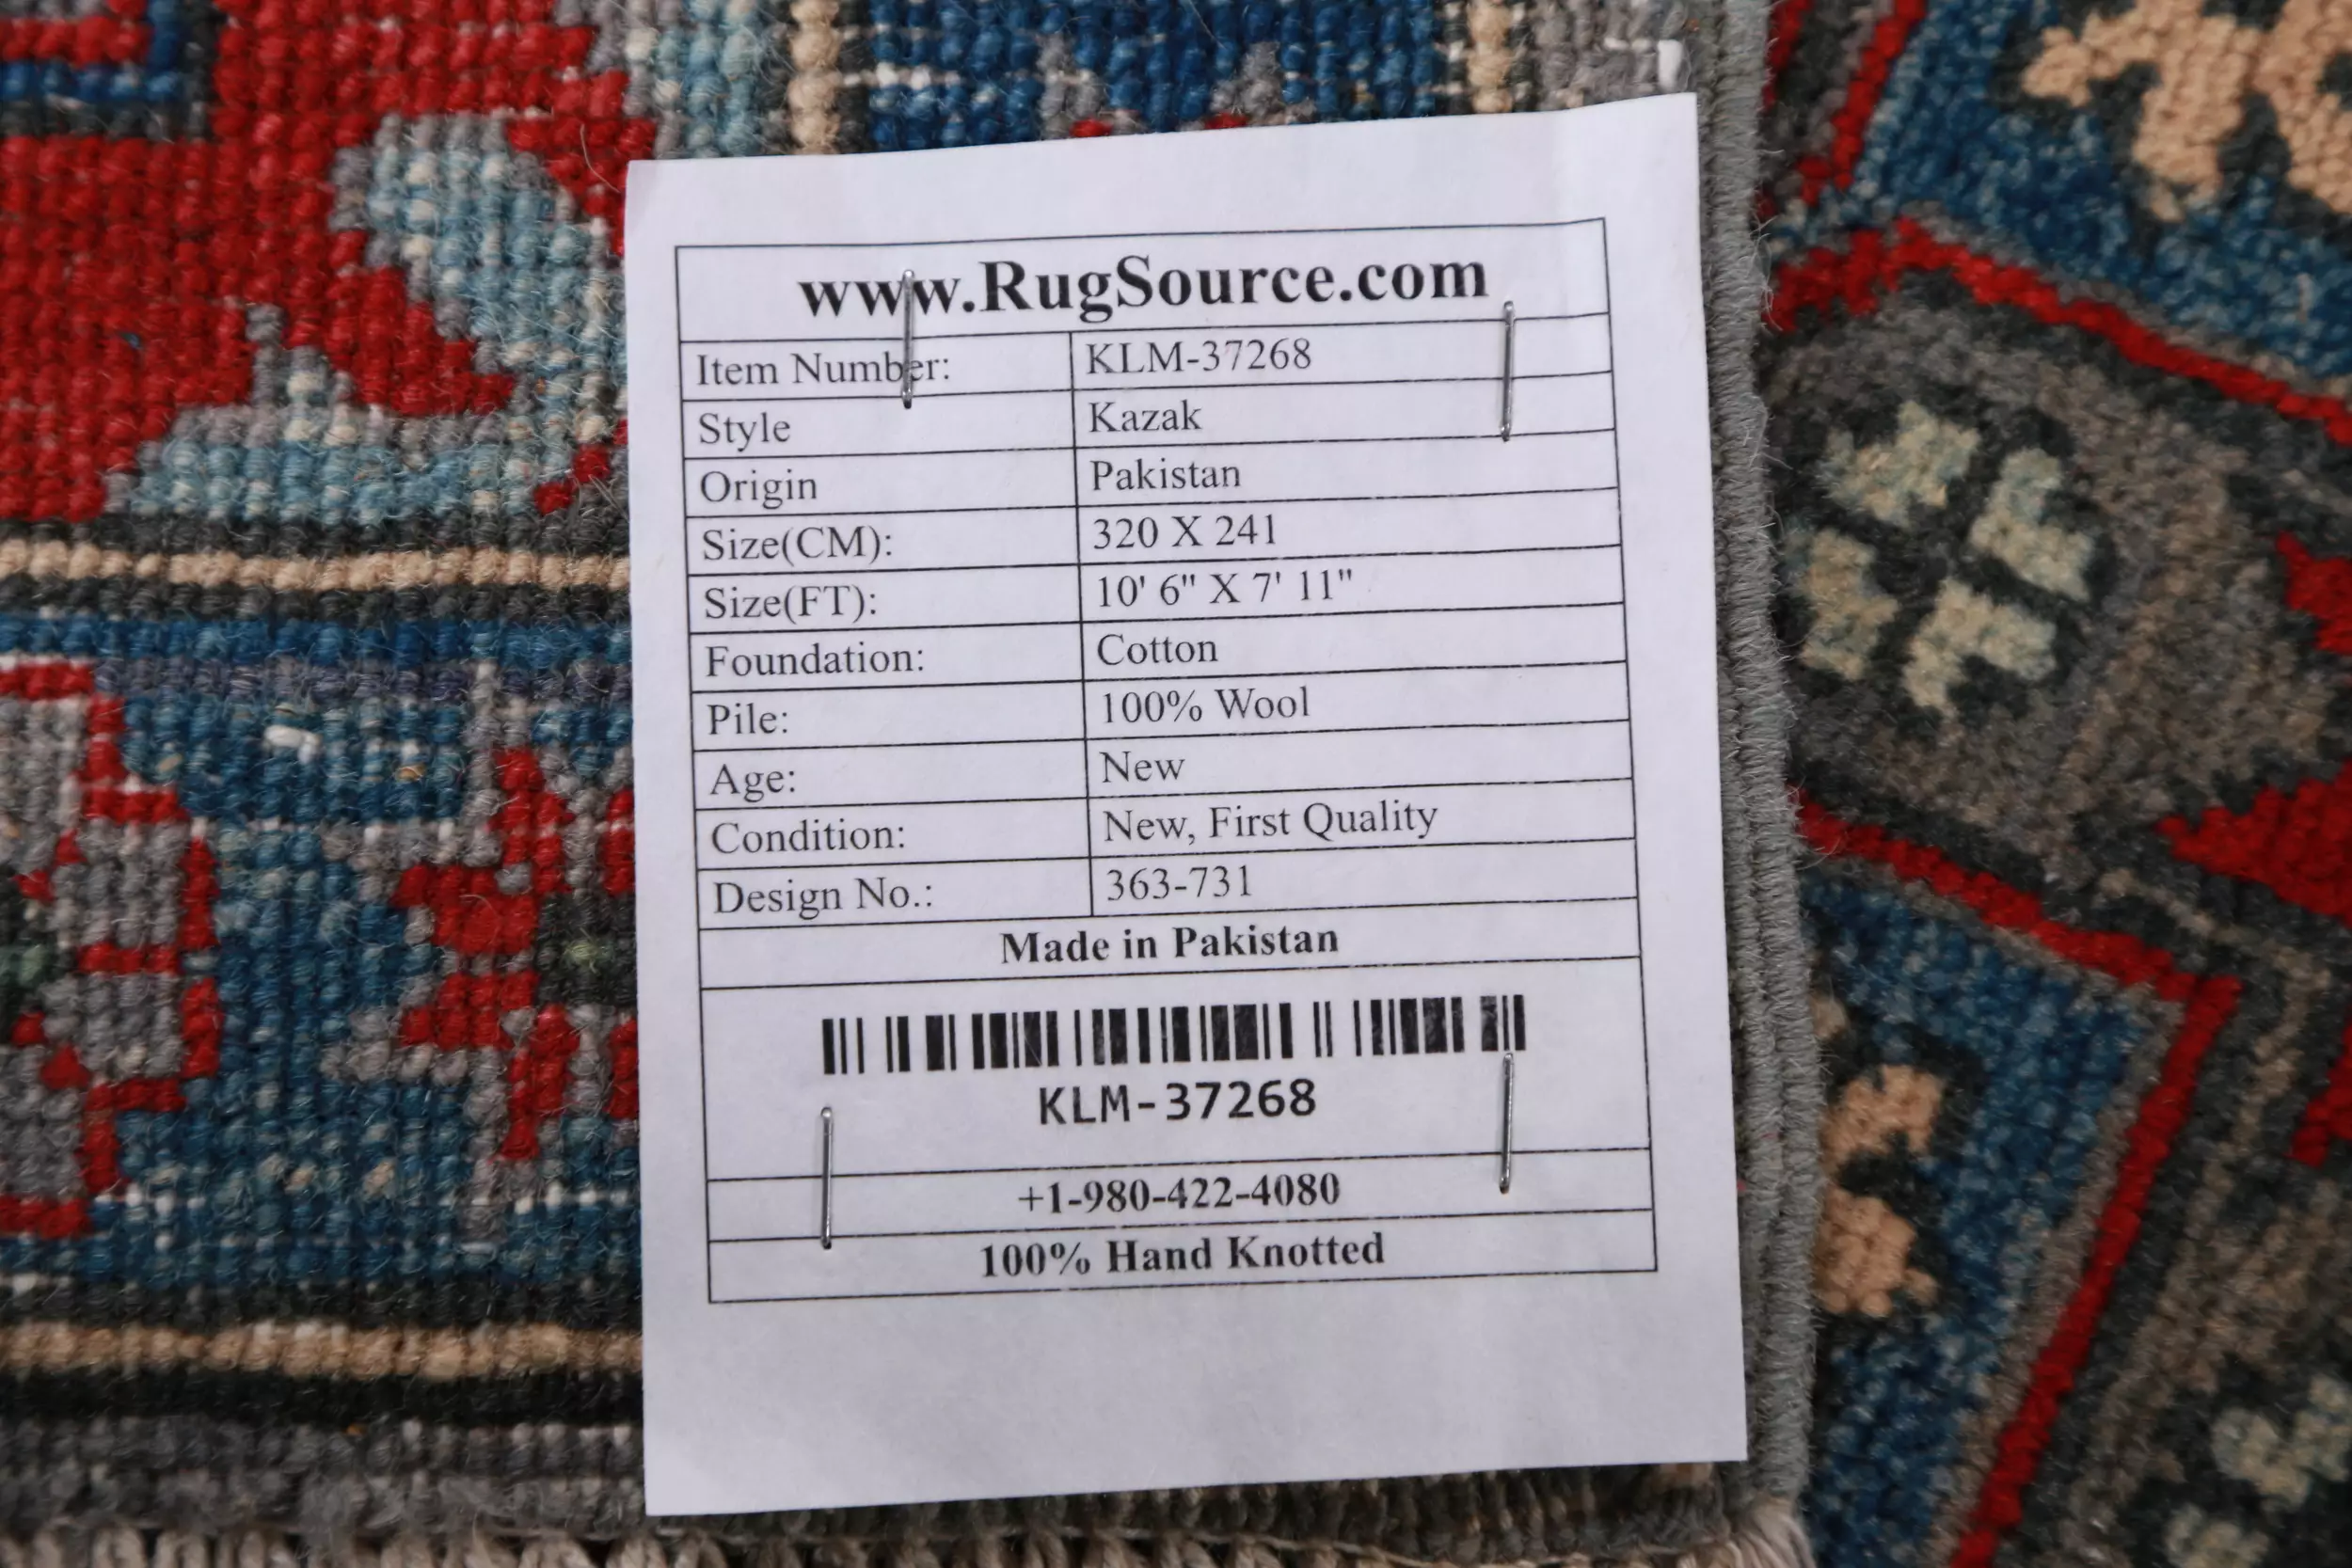 www.RugSource.com
Item Number: KLM-37268
Style Kazak
Origin Pakistan
Size(CM): 320 X 241
Size(FT): 10' 6" X 7' 11"
Foundation: Cotton
Pile: 100% Wool
Age: New
Condition: New, First Quality
Design No.: 363-731
Made in Pakistan
KLM-37268
+1-980-422-4080
100% Hand Knotted